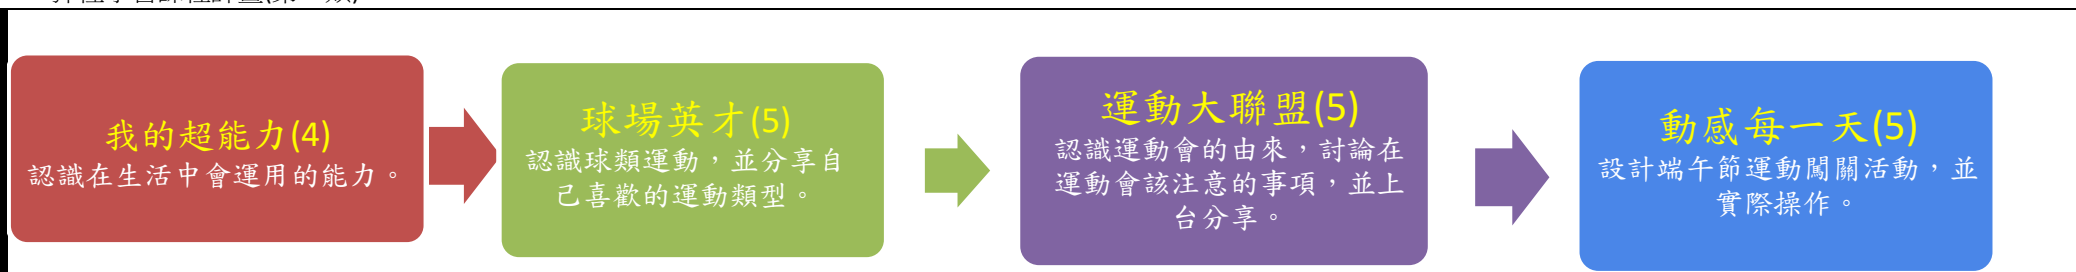 我的超能力(4)
認識在生活中會運用的能力。
球場英才(5)
認識球類運動，並分享自
己喜歡的運動類型。
運動大聯盟(5)
認識運動會的由來，討論在
運動會該注意的事項，並上
台分享。
動感每一天(5)
設計端午節運動闖關活動，並
實際操作。